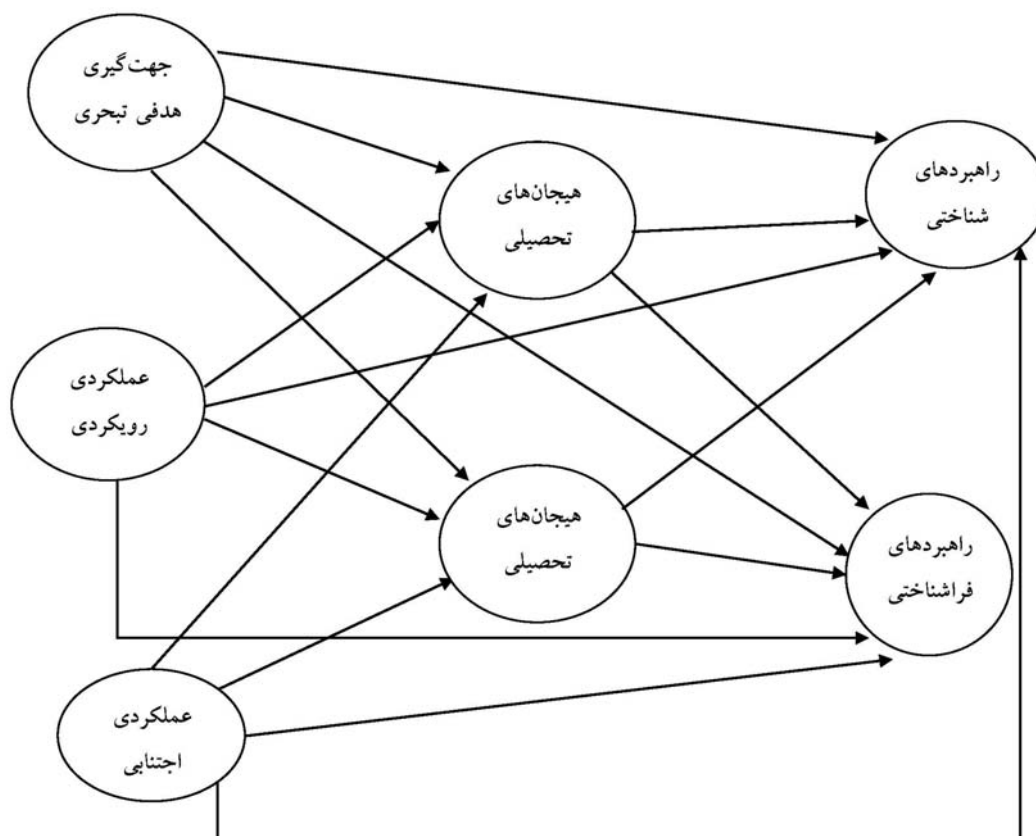 جهت‌گیری
هدفی تبحری
هیجان‌های
تحصیلی
راهبردهای
شناختی
عملکردی
رویکردی
هیجان‌های
تحصیلی
راهبردهای
فراشناختی
عملکردی
اجتنابی